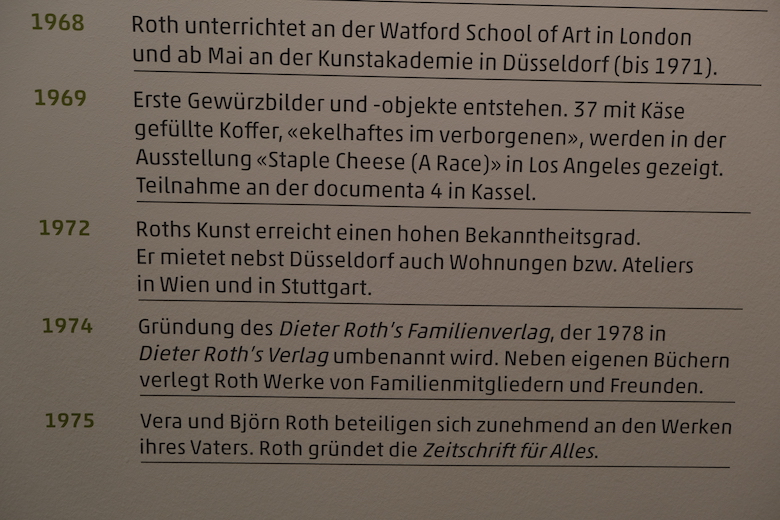 1968 Roth unterrichtet an der Watford School of Art in London
und ab Mai an der Kunstakademie in Düsseldorf (bis 1971).
1969 Erste Gewürzbilder und -objekte entstehen. 37 mit Käse
gefüllte Koffer, «ekelhaftes im verborgenen», werden in der
Ausstellung «Staple Cheese (A Race)» in Los Angeles gezeigt.
Teilnahme an der documenta 4 in Kassel.
1972 Roths Kunst erreicht einen hohen Bekanntheitsgrad.
Er mietet nebst Düsseldorf auch Wohnungen bzw. Ateliers
in Wien und in Stuttgart.
1974 Gründung des Dieter Roth's Familienverlag, der 1978 in
Dieter Roth's Verlag umbenannt wird. Neben eigenen Büchern
verlegt Roth Werke von Familienmitgliedern und Freunden.
1975 Vera und Björn Roth beteiligen sich zunehmend an den Werken
ihres Vaters. Roth gründet die Zeitschrift für Alles.